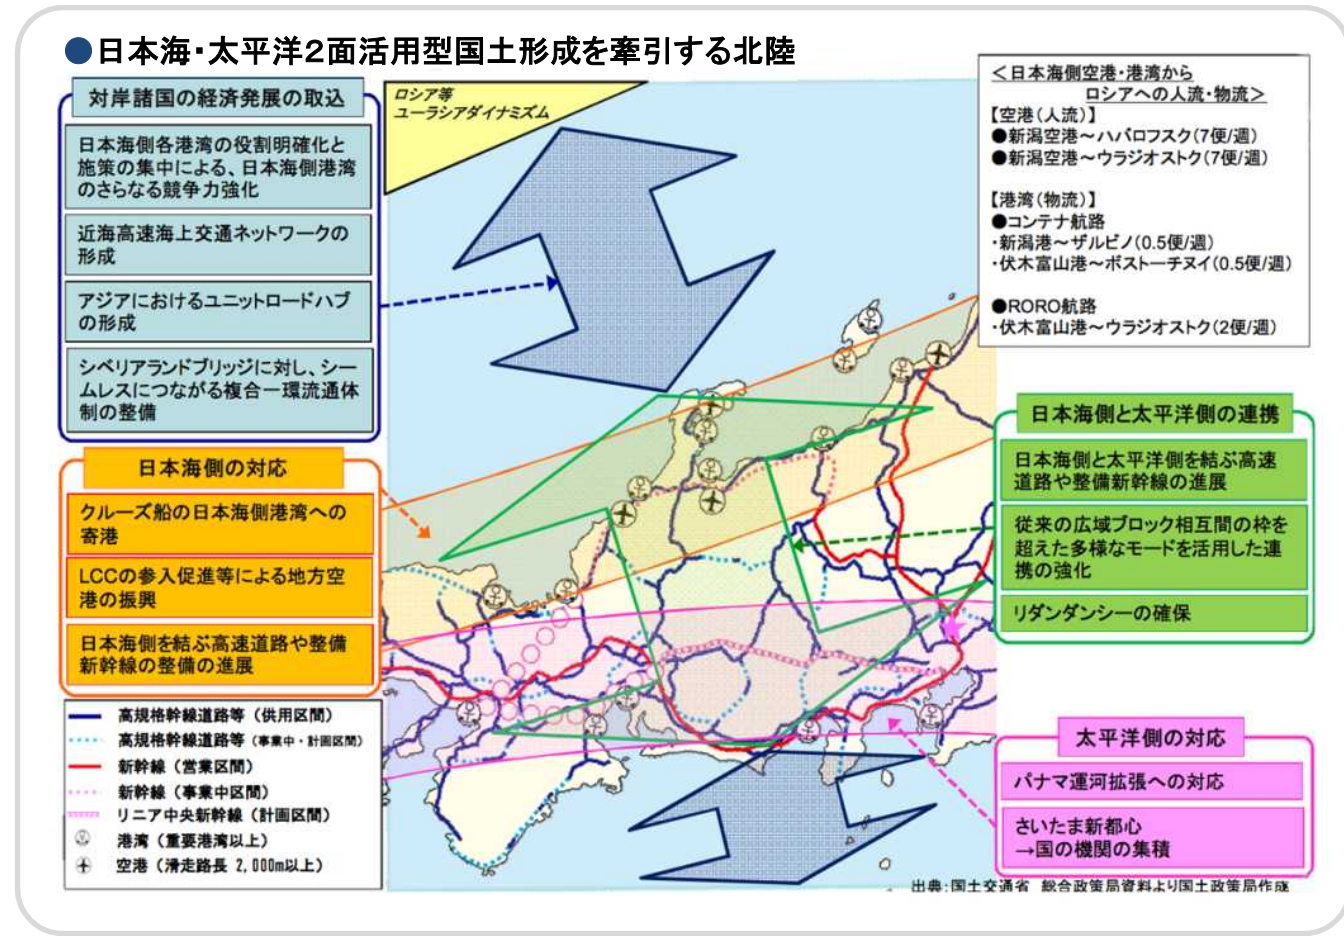 ●日本海・太平洋2面活用型国土形成を牽引する北陸
対岸諸国の経済発展の取込
日本海側各港湾の役割明確化と
施策の集中による、日本海側港湾
のさらなる競争力強化
近海高速海上交通ネットワークの
形成
アジアにおけるユニットロードハブ
の形成
シベリアランドブリッジに対し、シー
ムレスにつながる複合一環流通体
制の整備
日本海側の対応
クルーズ船の日本海側港湾への
寄港
LCCの参入促進等による地方空
港の振興
日本海側を結ぶ高速道路や整備
新幹線の整備の進展
高規格幹線道路等（供用区間）
高規格幹線道路等（事業中・計画区間）
新幹線（営業区間）
新幹線（事業中区間）
リニア中央新幹線（計画区間）
港湾（重要港湾以上）
空港（滑走路長 2,000m以上）
ロシア等
ユーラシアダイナミズム
＜日本海側空港・港湾から
ロシアへの人流・物流＞
【空港（人流）】
●新潟空港～ハバロフスク（7便/週）
●新潟空港～ウラジオストク（7便/週）
【港湾（物流）】
●コンテナ航路
・新潟港～ザルビノ（0.5便/週）
・伏木富山港～ボストーチヌイ（0.5便/週）
●RORO航路
・伏木富山港～ウラジオストク（2便/週）
日本海側と太平洋側の連携
日本海側と太平洋側を結ぶ高速
道路や整備新幹線の進展
従来の広域ブロック相互間の枠を
超えた多様なモードを活用した連
携の強化
リダンダンシーの確保
太平洋側の対応
パナマ運河拡張への対応
さいたま新都心
→国の機関の集積
出典：国土交通省 総合政策局資料より国土政策局作成